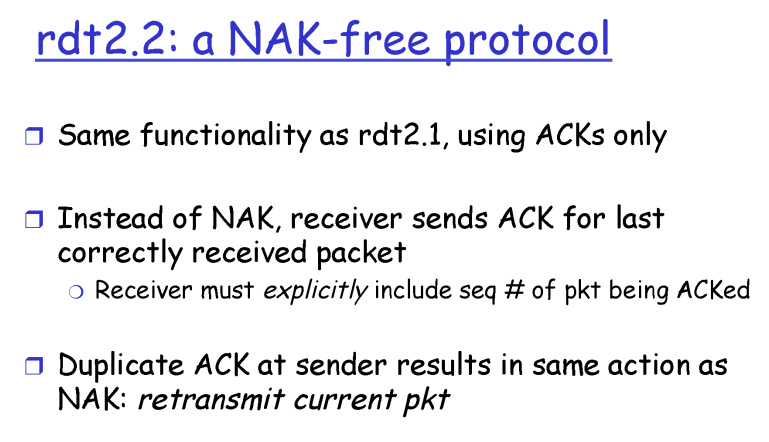 rdt2.2: a NAK-free protocol
Same functionality as rdt2.1, using ACKs only
Instead of NAK, receiver sends ACK for last
correctly received packet
Receiver must explicitly include seq # of pkt being ACKed
Duplicate ACK at sender results in same action as
NAK: retransmit current pkt